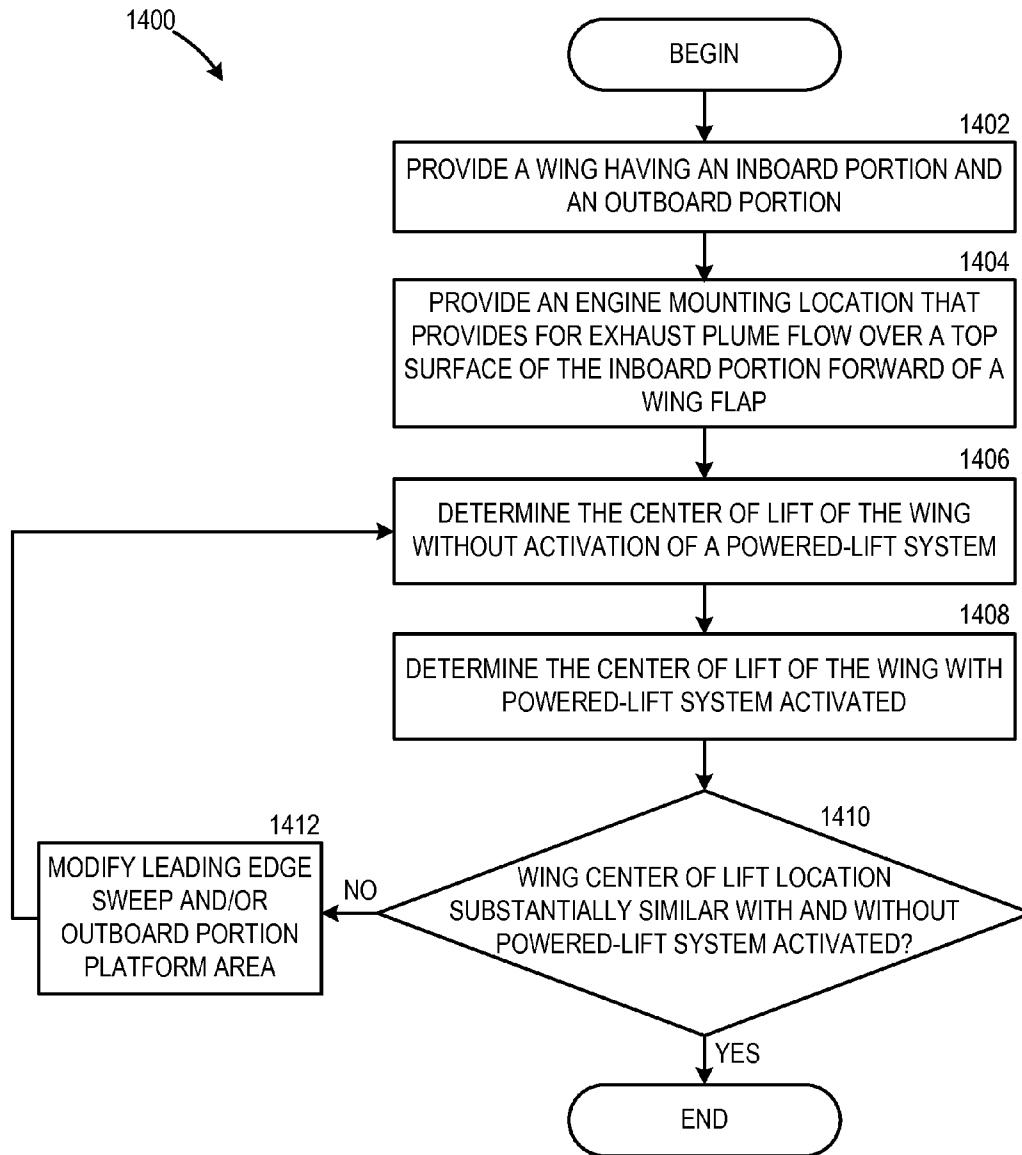 1400
BEGIN
1402
PROVIDE A WING HAVING AN INBOARD PORTION AND
AN OUTBOARD PORTION
1404
PROVIDE AN ENGINE MOUNTING LOCATION THAT
PROVIDES FOR EXHAUST PLUME FLOW OVER A TOP
SURFACE OF THE INBOARD PORTION FORWARD OF A
WING FLAP
1406
DETERMINE THE CENTER OF LIFT OF THE WING
WITHOUT ACTIVATION OF A POWERED-LIFT SYSTEM
1408
DETERMINE THE CENTER OF LIFT OF THE WING WITH
POWERED-LIFT SYSTEM ACTIVATED
1410
WING CENTER OF LIFT LOCATION
SUBSTANTIALLY SIMILAR WITH AND WITHOUT
POWERED-LIFT SYSTEM ACTIVATED?
NO
1412
MODIFY LEADING EDGE
SWEEP AND/OR
OUTBOARD PORTION
PLATFORM AREA
YES
END